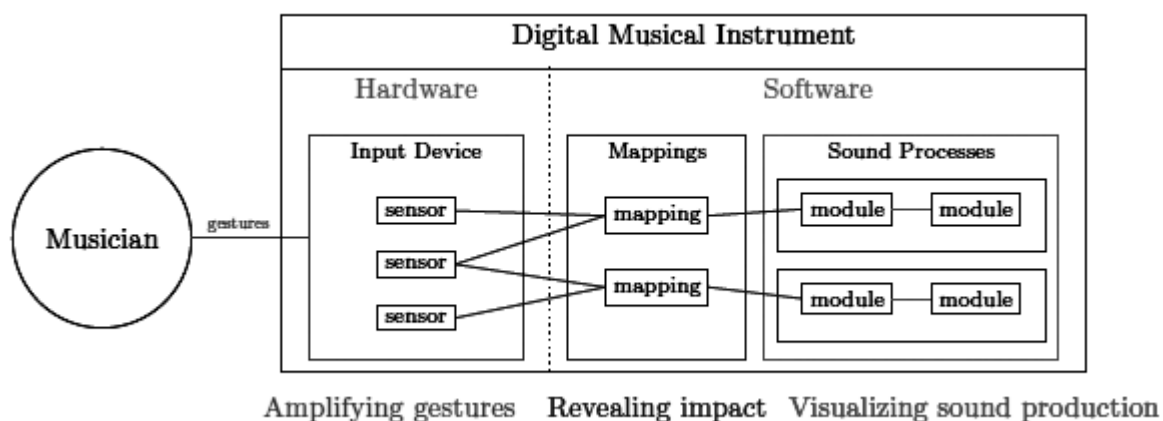 Digital Musical Instrument
Hardware
Software
Input Device
Mappings
Sound Processes
sensor
mapping
module
module
Musician
gestures
sensor
mapping
module
module
sensor
Amplifying gestures
Revealing impact
Visualizing sound production